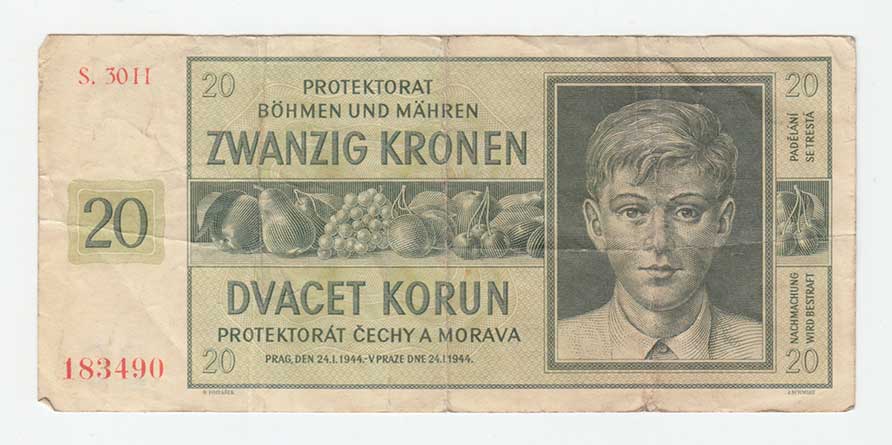 S. 30 H
20
PROTEKTORAT
BÖHMEN UND MÄHREN
ZWANZIG KRONEN
20
PADĚLÁNÍ
SE TRESTÁ
20
DVACET KORUN
PROTEKTORÁT ČECHY A MORAVA
PRAG, DEN 24.I.1944.-V PRAZE DNE 24.I.1944.
NACHMACHUNG
WIRD BESTRAFT
183490
20
20